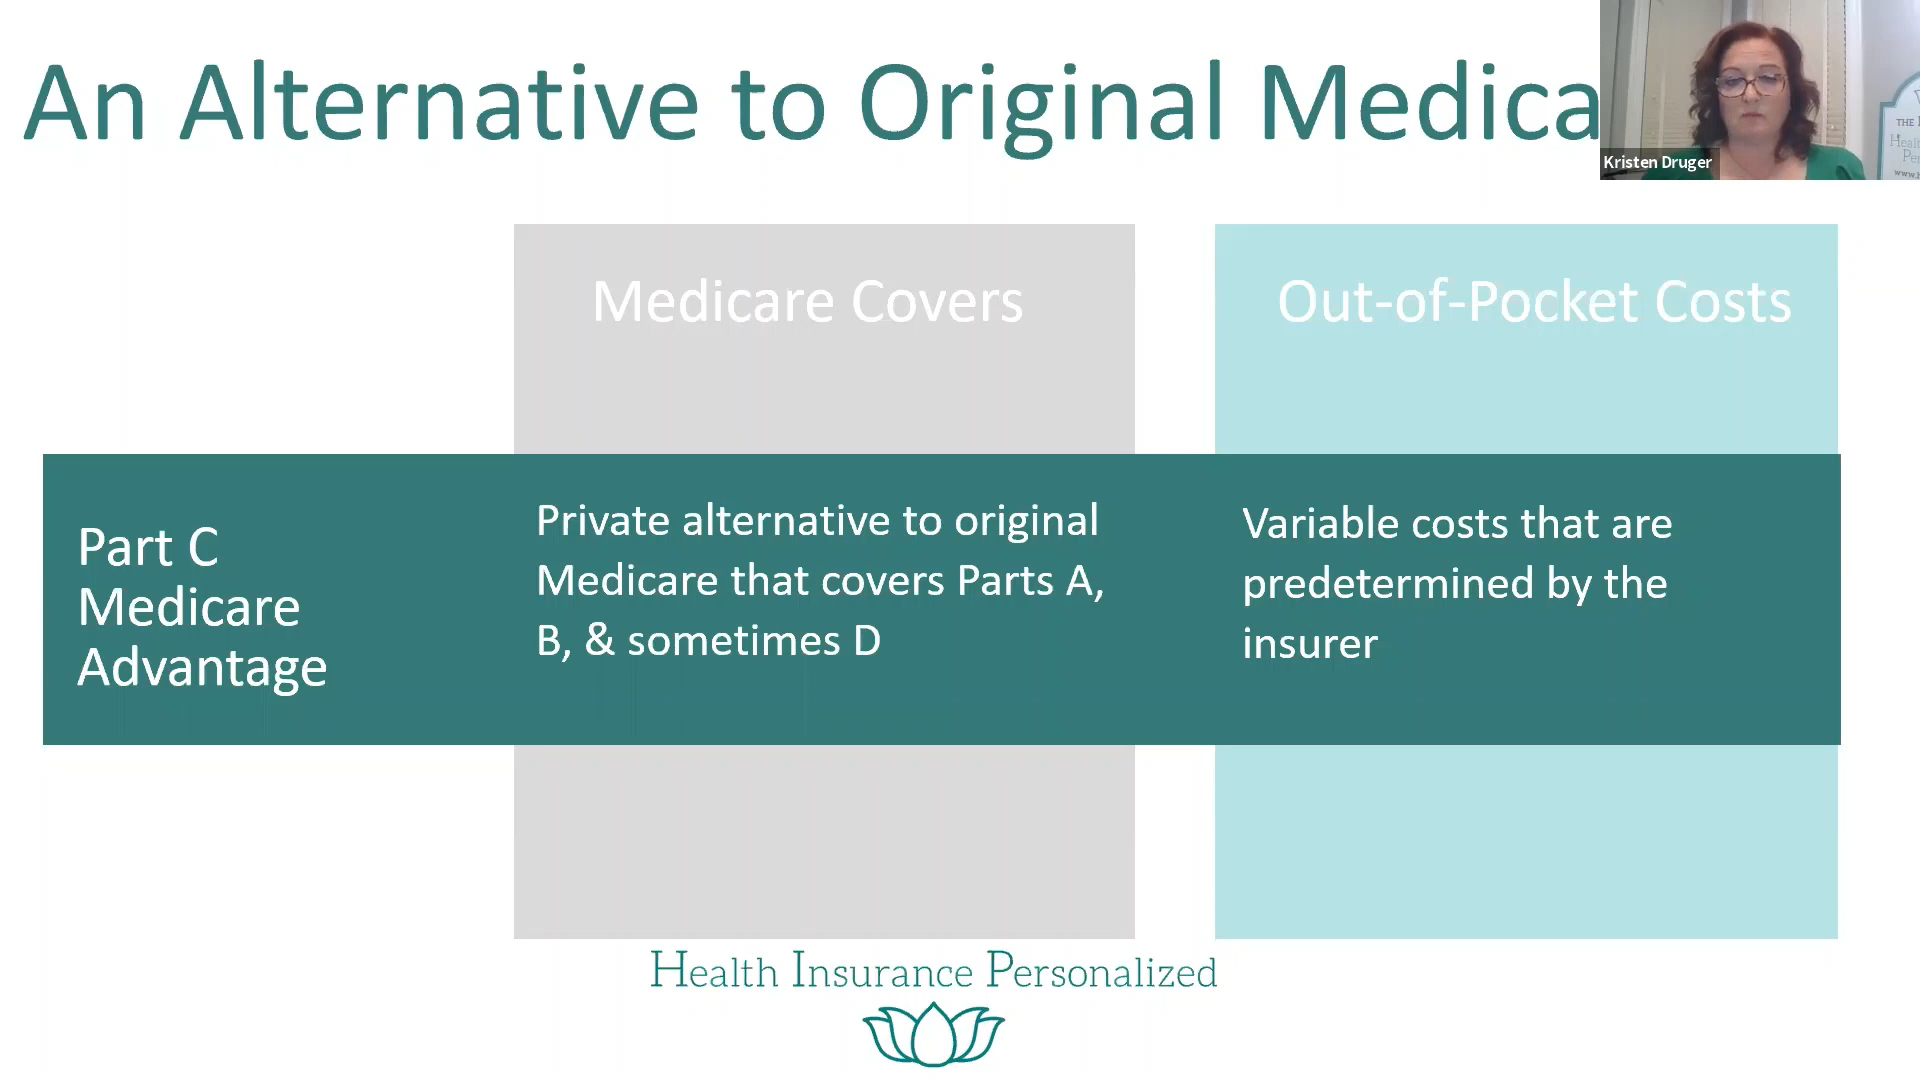 An Alternative to Original Medica
Kristen Druger
THE
Medicare Covers
Out-of-Pocket Costs
Part C
Medicare
Advantage
Private alternative to original
Medicare that covers Parts A,
B, & sometimes D
Variable costs that are
predetermined by the
insurer
Health Insurance Personalized